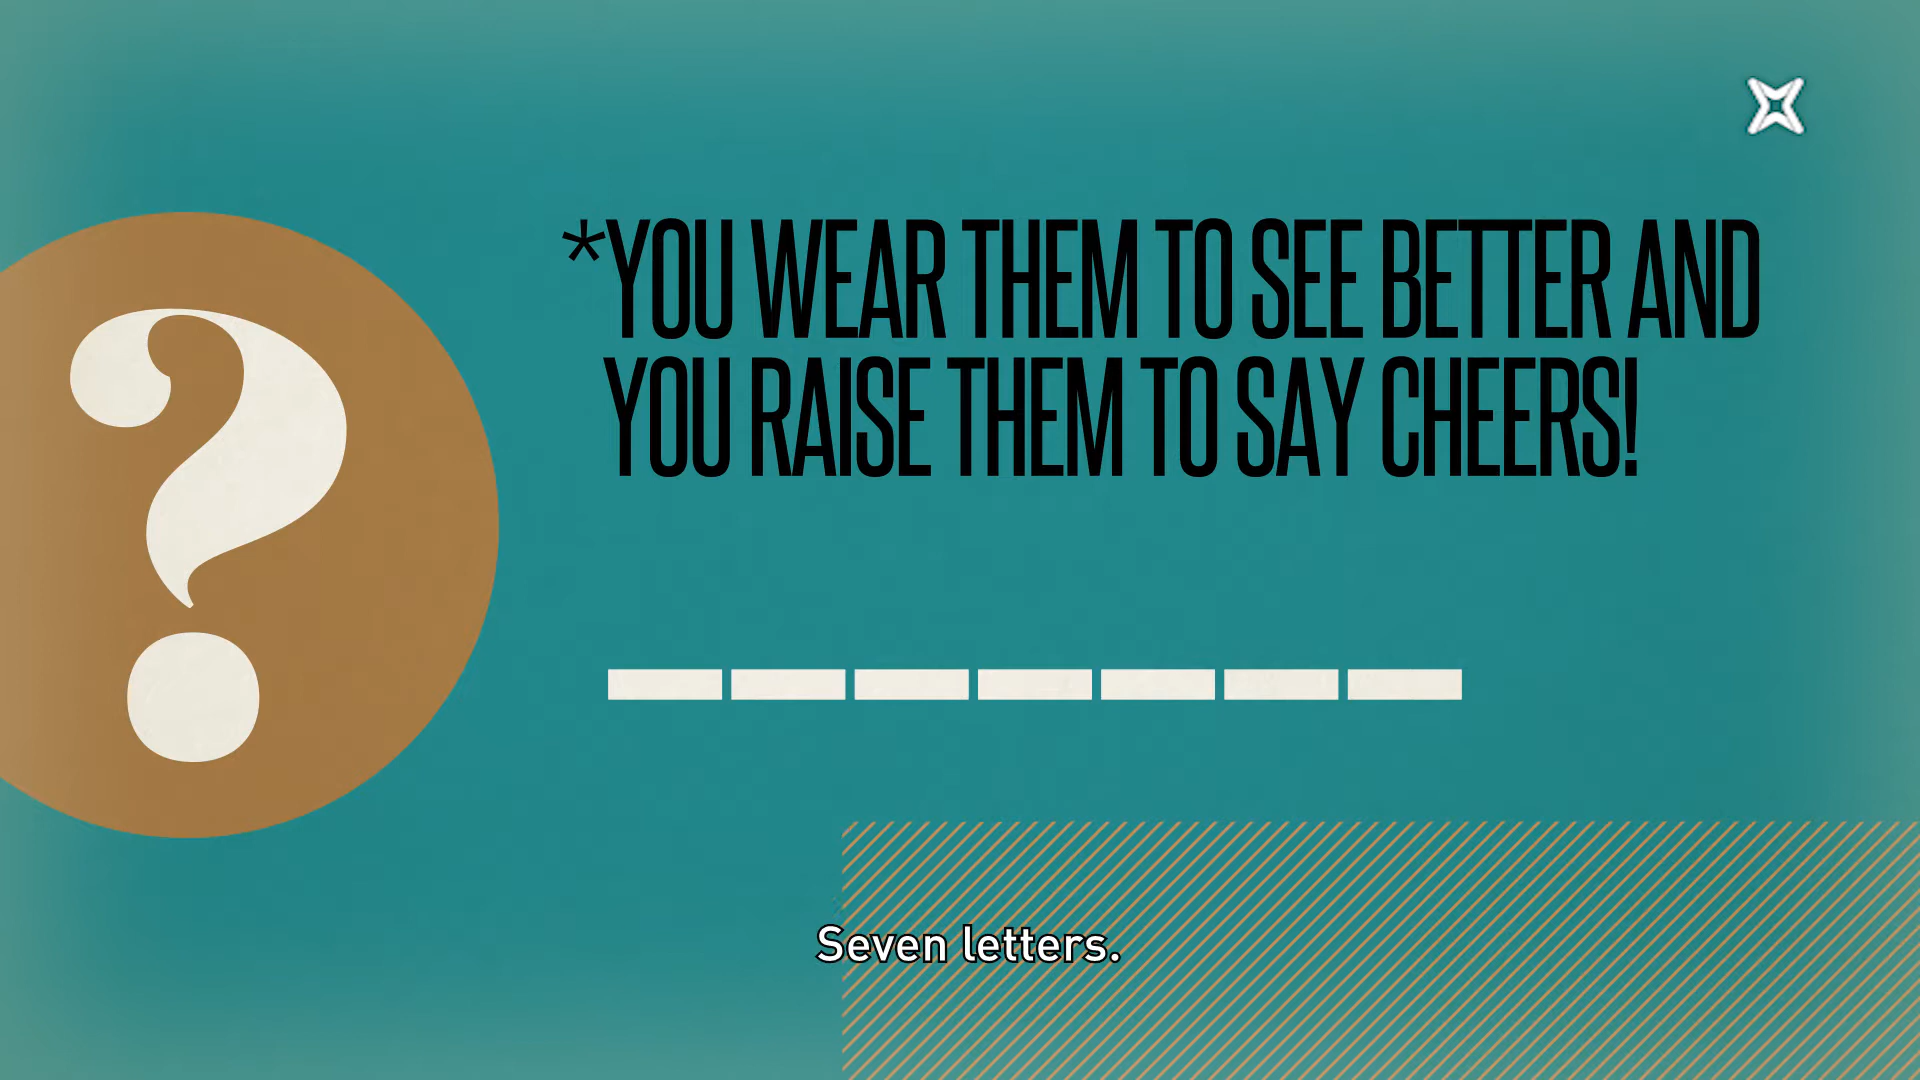 ?
*YOU WEAR THEM TO SEE BETTER AND
YOU RAISE THEM TO SAY CHEERS!
Seven letters.